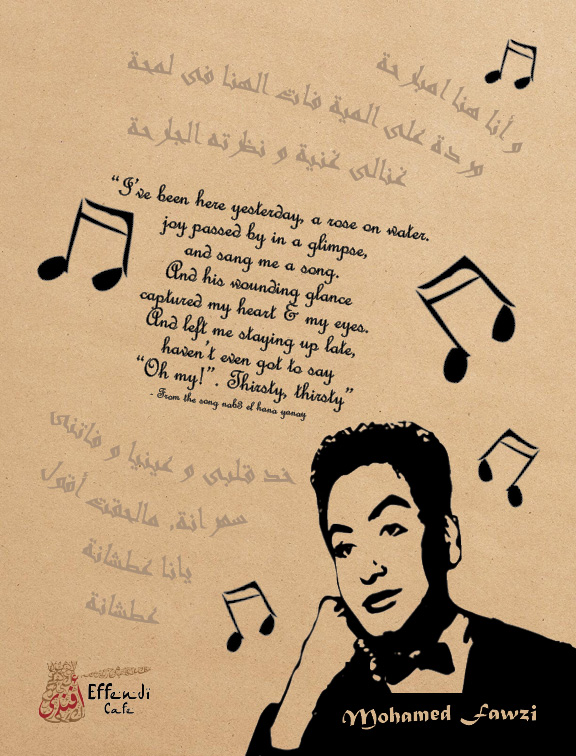 و أنا هنا امبارحة
وردة على المية فات الهنا فى لمحة
غنالى غنية و نظرته الجارحة
“I've been here yesterday, a rose on water.
joy passed by in a glimpse,
and sang me a song.
And his wounding glance
captured my heart & my eyes.
And left me staying up late,
haven't even got to say
“Oh my!”. Thirsty, thirsty”
- From the song nab3 el hana yanay
خد قلبى و عينيا و فاتنى
سهرانة, مالحقت أقول
يانا عطشانة
عطشانة
أفندى
Effendi
Cafe
Mohamed Fawzi